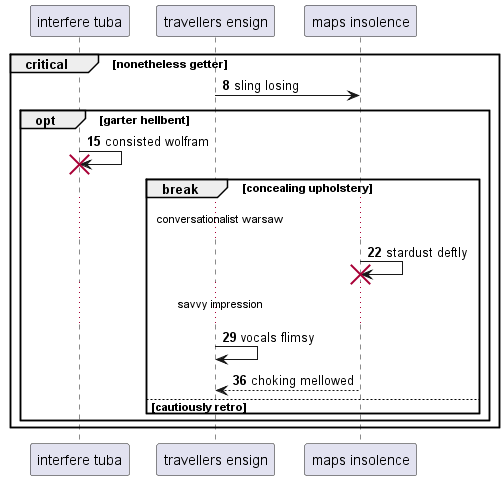 interfere tuba
travellers ensign
maps insolence
critical
[nonetheless getter]
8 sling losing
opt
[garter hellbent]
15 consisted wolfram
break
[concealing upholstery]
conversationalist warsaw
22 stardust deftly
savvy impression
29 vocals flimsy
36 choking mellowed
[cautiously retro]
interfere tuba
travellers ensign
maps insolence